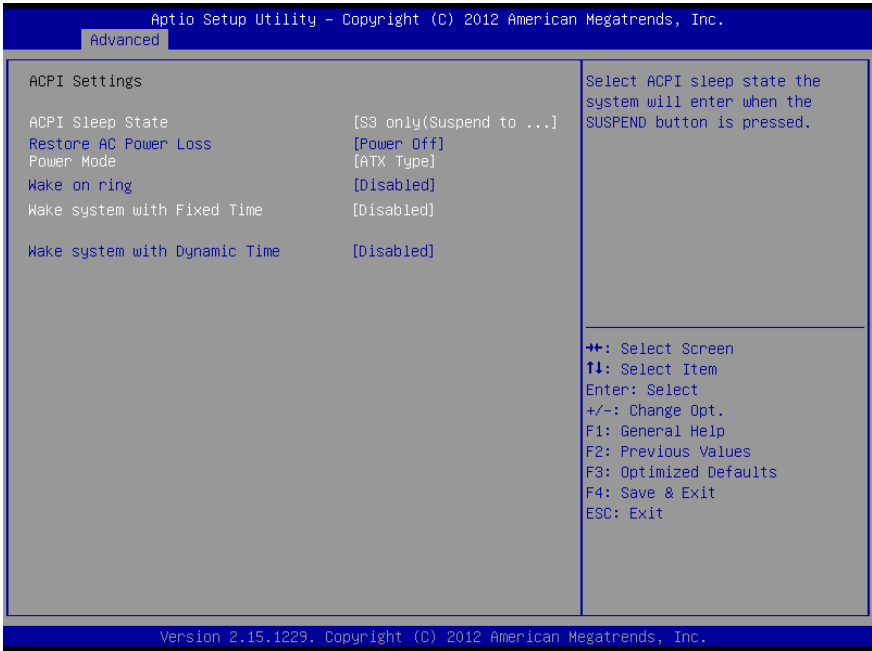 Aptio Setup Utility – Copyright (C) 2012 American Megatrends, Inc.
Advanced
ACPI Settings
ACPI Sleep State [S3 only(Suspend to ...]
Restore AC Power Loss [Power Off]
Power Mode [ATX Type]
Wake on ring [Disabled]
Wake system with Fixed Time [Disabled]
Wake system with Dynamic Time [Disabled]
Select ACPI sleep state the
system will enter when the
SUSPEND button is pressed.
→←: Select Screen
↑↓: Select Item
Enter: Select
+/-: Change Opt.
F1: General Help
F2: Previous Values
F3: Optimized Defaults
F4: Save & Exit
ESC: Exit
Version 2.15.1229. Copyright (C) 2012 American Megatrends, Inc.